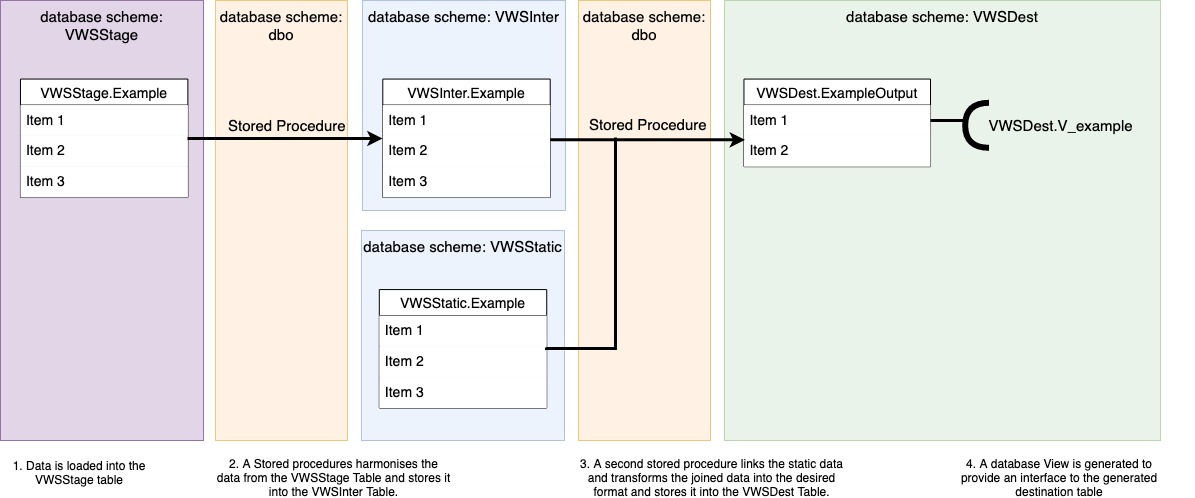 database scheme:
VWSStage
database scheme:
dbo
database scheme: VWSInter
database scheme:
dbo
database scheme: VWSDest
VWSStage.Example
Item 1
Item 2
Item 3
Stored Procedure
VWSInter.Example
Item 1
Item 2
Item 3
Stored Procedure
VWSDest.ExampleOutput
Item 1
Item 2
VWSDest.V_example
database scheme: VWSStatic
VWSStatic.Example
Item 1
Item 2
Item 3
1. Data is loaded into the
VWSStage table
2. A Stored procedures harmonises the
data from the VWSStage Table and stores it
into the VWSInter Table.
3. A second stored procedure links the static data
and transforms the joined data into the desired
format and stores it into the VWSDest Table.
4. A database View is generated to
provide an interface to the generated
destination table